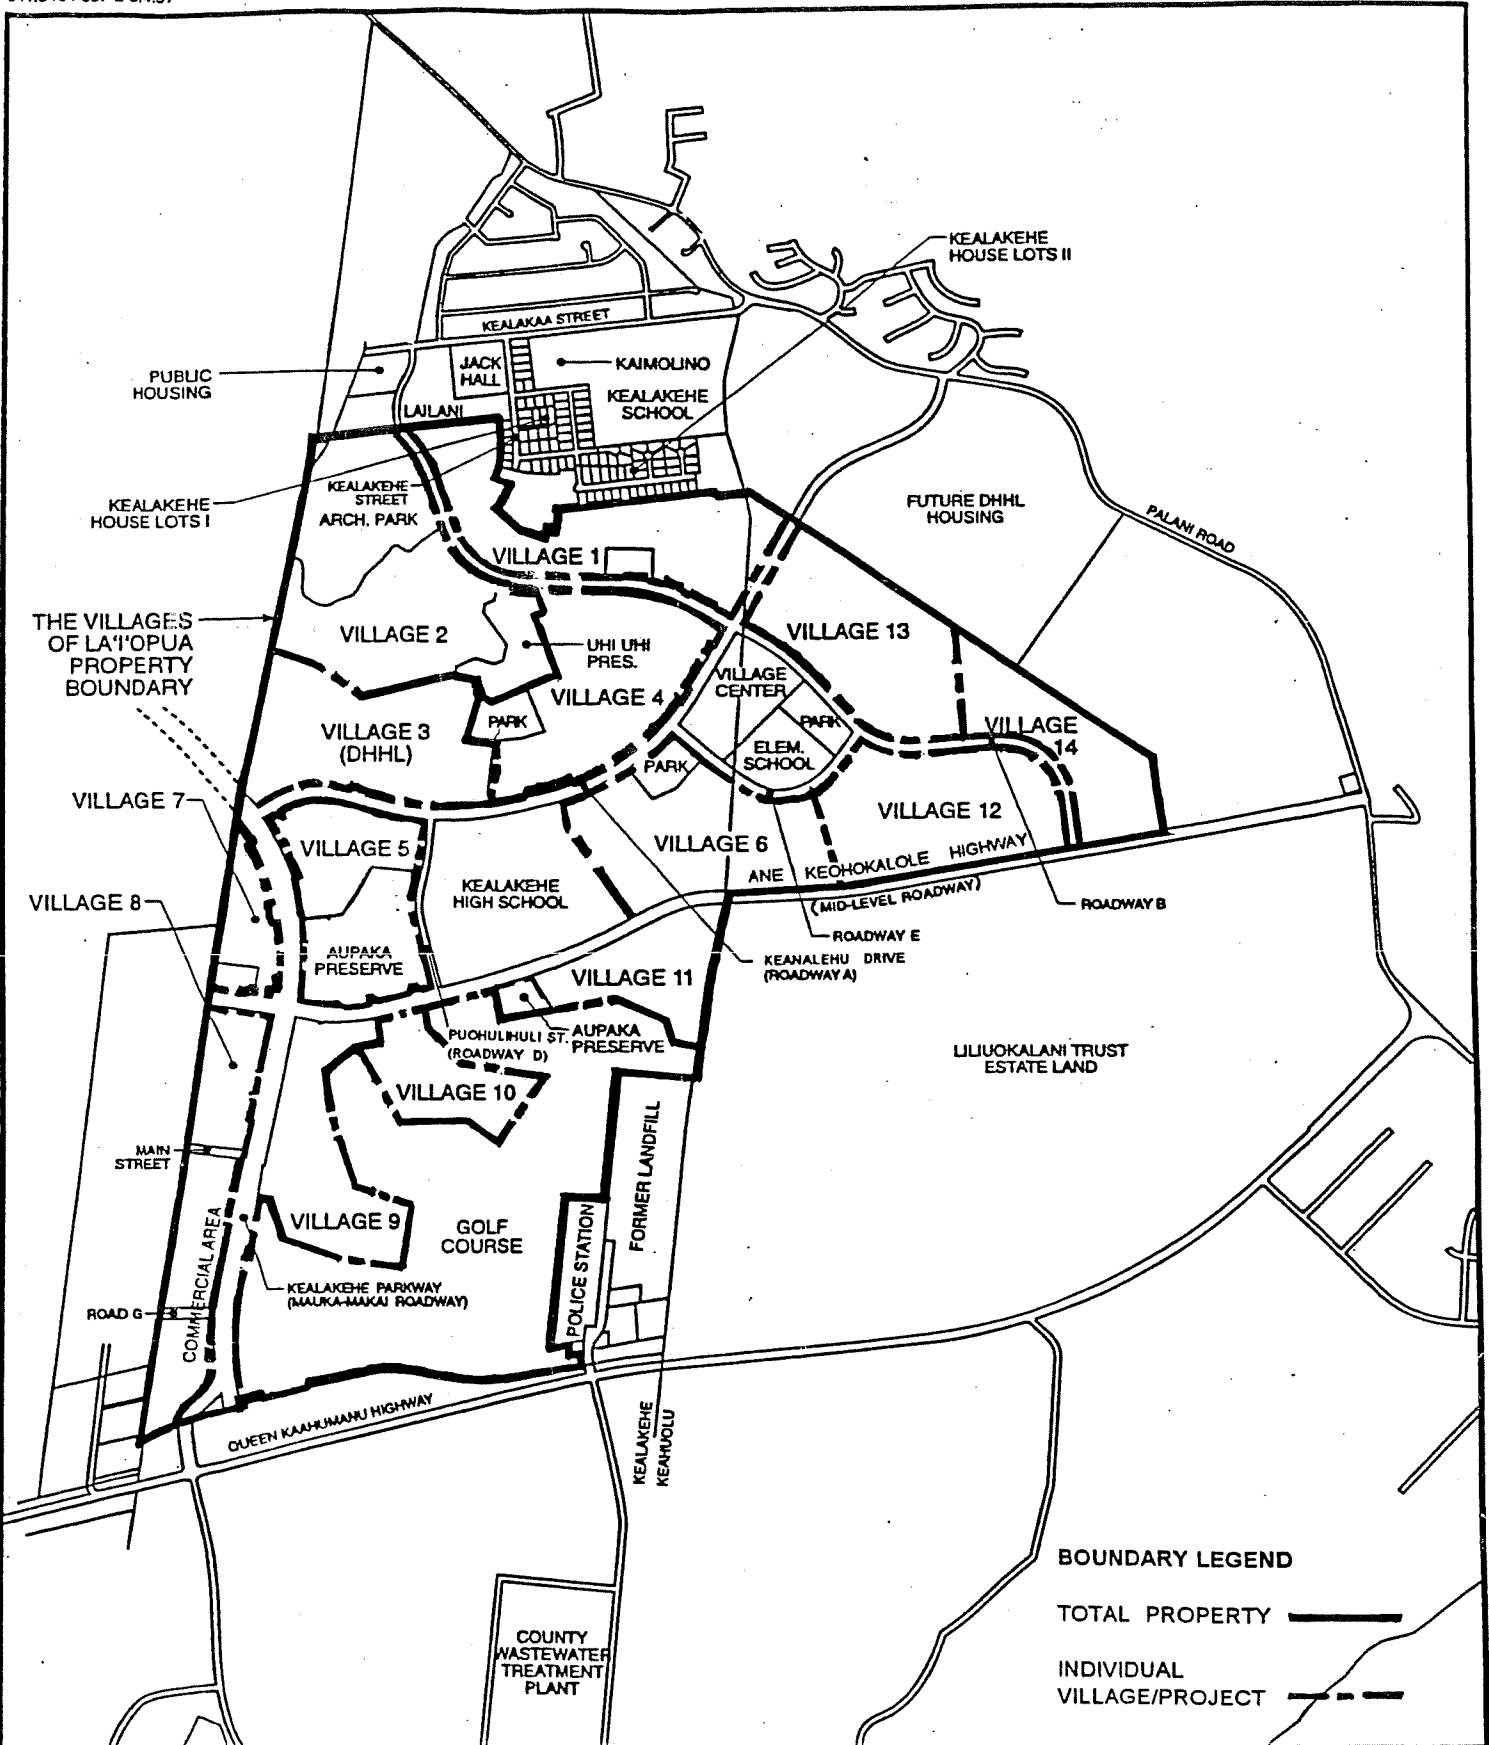 KEALAKEHE
HOUSE LOTS II
KEALAKAA STREET
PUBLIC
HOUSING
JACK
HALL
KAIMOLINO
KEALAKEHE
SCHOOL
LAILANI
KEALAKEHE
STREET
ARCH. PARK
KEALAKEHE
HOUSE LOTS I
FUTURE DHHL
HOUSING
PALANI ROAD
VILLAGE 1
THE VILLAGES
OF LA'I'OPUA
PROPERTY
BOUNDARY
VILLAGE 2
UHI UHI
PRES.
VILLAGE 13
VILLAGE
CENTER
VILLAGE 4
PARK
PARK
VILLAGE 3
(DHHL)
VILLAGE
14
ELEM.
SCHOOL
PARK
VILLAGE 7
VILLAGE 12
VILLAGE 5
VILLAGE 6
ANE KEOHOKALOLE HIGHWAY
(MID-LEVEL ROADWAY)
KEALAKEHE
HIGH SCHOOL
VILLAGE 8
ROADWAY B
ROADWAY E
AUPAKA
PRESERVE
KEANALEHU DRIVE
(ROADWAY A)
VILLAGE 11
PUOHULIHULI ST.
(ROADWAY D)
AUPAKA
PRESERVE
LILIUOKALANI TRUST
ESTATE LAND
VILLAGE 10
MAIN
STREET
FORMER LANDFILL
VILLAGE 9
GOLF
COURSE
POLICE STATION
COMMERCIAL AREA
KEALAKEHE PARKWAY
(MAUKA-MAKAI ROADWAY)
ROAD G
QUEEN KAAHUMANU HIGHWAY
KEALAKEHE
KEAHUOLU
BOUNDARY LEGEND
TOTAL PROPERTY
INDIVIDUAL
VILLAGE/PROJECT
COUNTY
WASTEWATER
TREATMENT
PLANT